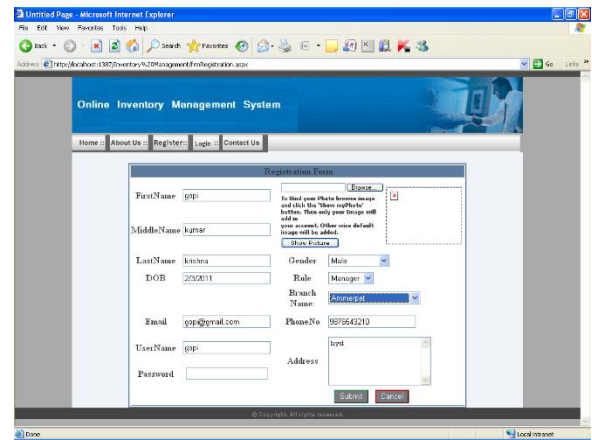 Untitled Page - Microsoft Internet Explorer
File Edit View Favorites Tools Help
Back Search Favorites
Address http://localhost:1387/Inventory%20Management/frmRegistration.aspx Go Links »
Online Inventory Management System
Home :: About Us :: Register:: Login :: Contact Us
Registration Form
FirstName gopi
Browse...
To Bind your Photo browse image
and click the 'Show myPhoto'
button. Then only your Image will
add in
your account. Other wise default
image will be added.
MiddleName kumar
Show Picture
LastName krishna Gender Male
DOB 2/3/2011 Role Manager
Branch
Name: Ammerpet
Email gopi@gmail.com PhoneNo 9876543210
UserName gopi
Address hyd
Password
Submit Cancel
© Copyright. All rights reserved.
Done Local intranet